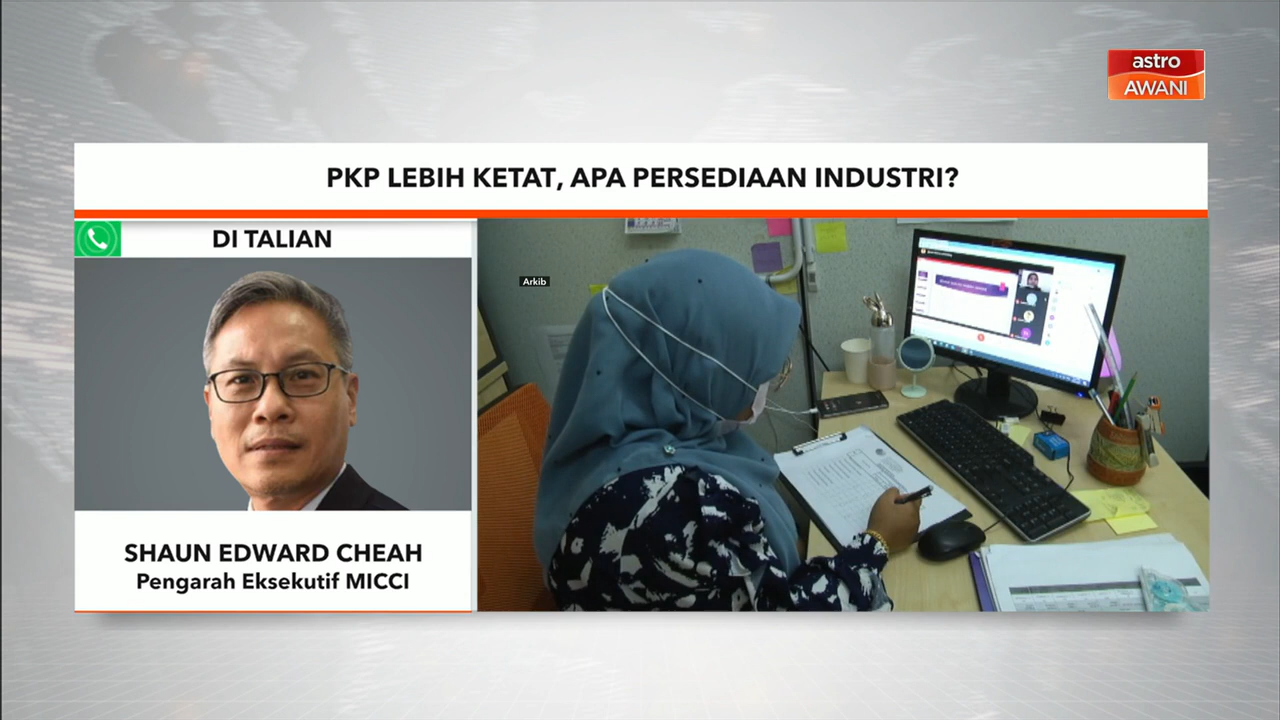 astro
AWANI
PKP LEBIH KETAT, APA PERSEDIAAN INDUSTRI?
DI TALIAN
Arkib
SHAUN EDWARD CHEAH
Pengarah Eksekutif MICCI